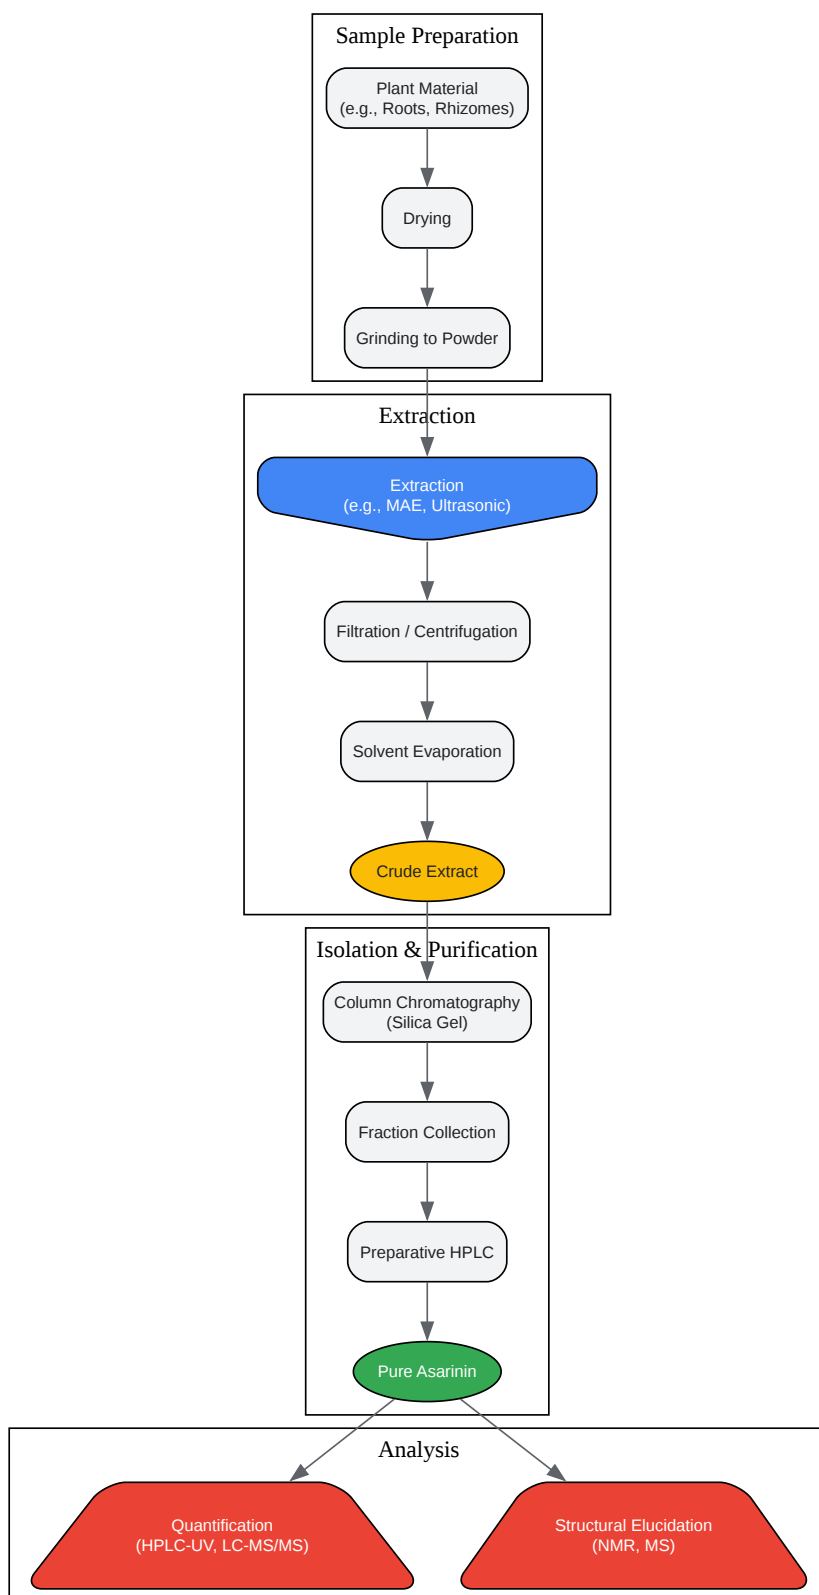 Sample Preparation
Plant Material
(e.g., Roots, Rhizomes)
Drying
Grinding to Powder
Extraction
Extraction
(e.g., MAE, Ultrasonic)
Filtration / Centrifugation
Solvent Evaporation
Crude Extract
Isolation & Purification
Column Chromatography
(Silica Gel)
Fraction Collection
Preparative HPLC
Pure Asarinin
Analysis
Quantification
(HPLC-UV, LC-MS/MS)
Structural Elucidation
(NMR, MS)